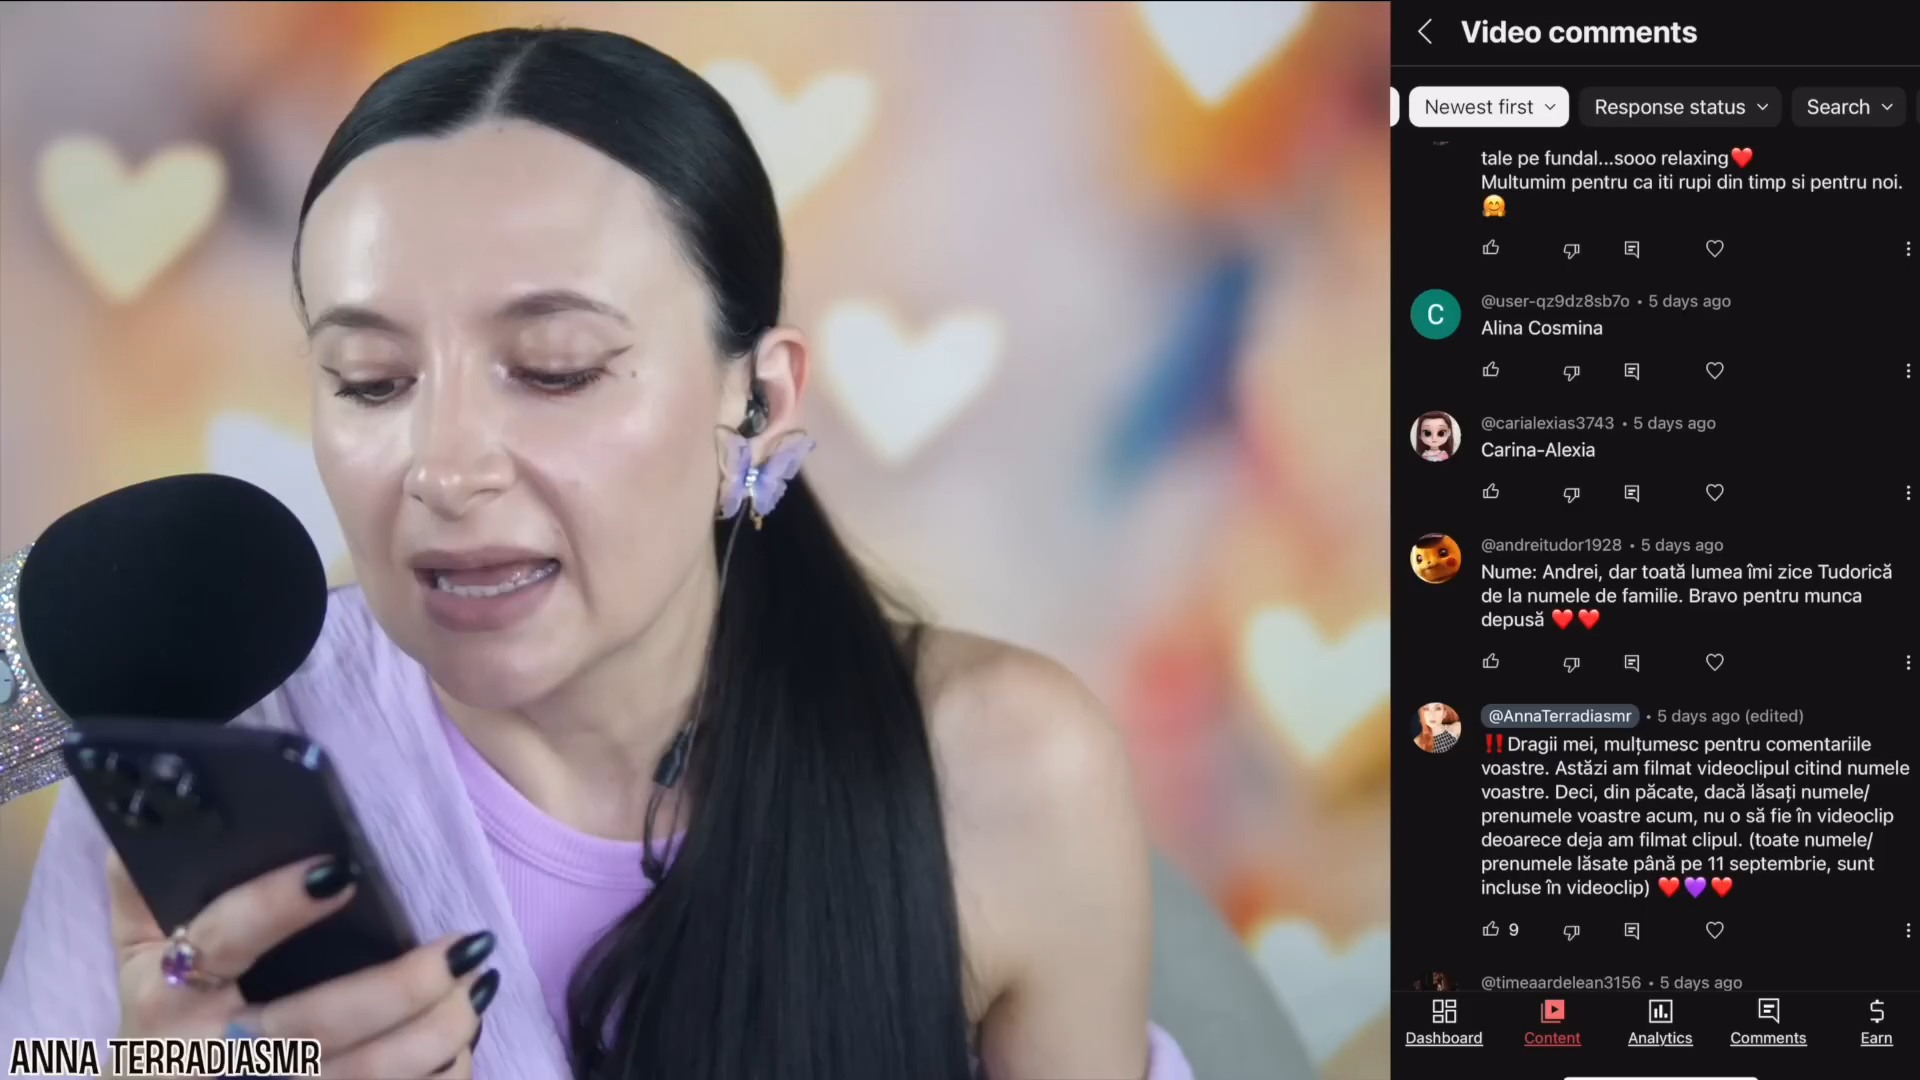 Video comments
Newest first
Response status
Search
tale pe fundal...sooo relaxing❤️
Multumim pentru ca iti rupi din timp si pentru noi.
🤗
C
@user-qz9dz8sb7o • 5 days ago
Alina Cosmina
@carialexias3743 • 5 days ago
Carina-Alexia
@andreitudor1928 • 5 days ago
Nume: Andrei, dar toată lumea îmi zice Tudorică
de la numele de familie. Bravo pentru munca
depusă ❤️❤️
@AnnaTerradiasmr • 5 days ago (edited)
‼️Dragii mei, mulțumesc pentru comentariile
voastre. Astăzi am filmat videoclipul citind numele
voastre. Deci, din păcate, dacă lăsați numele/
prenumele voastre acum, nu o să fie în videoclip
deoarece deja am filmat clipul. (toate numele/
prenumele lăsate până pe 11 septembrie, sunt
incluse în videoclip) ❤️💜❤️
9
@timeaardelean3156 • 5 days ago
Dashboard
Content
Analytics
Comments
Earn
ANNA TERRADIASMR